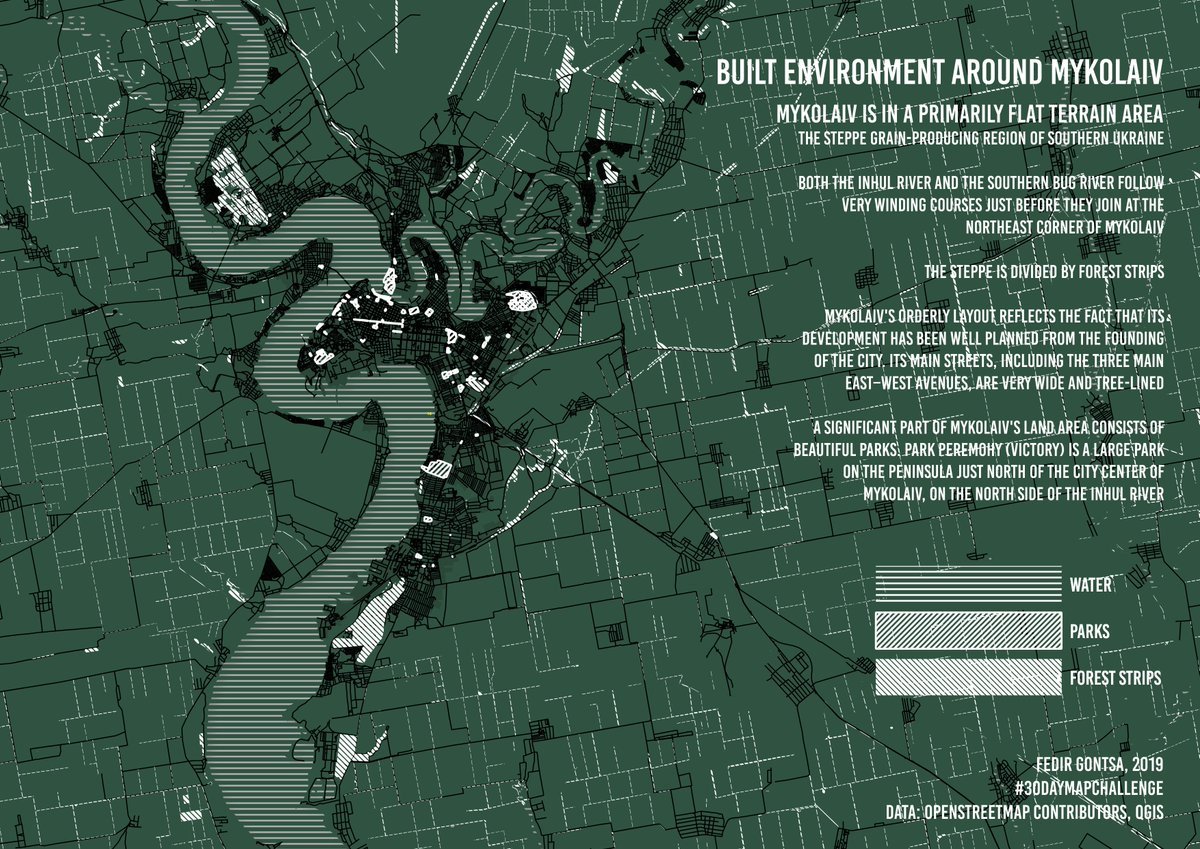 BUILT ENVIRONMENT AROUND MYKOLAIV
MYKOLAIV IS IN A PRIMARILY FLAT TERRAIN AREA
THE STEPPE GRAIN-PRODUCING REGION OF SOUTHERN UKRAINE
BOTH THE INHUL RIVER AND THE SOUTHERN BUG RIVER FOLLOW
VERY WINDING COURSES JUST BEFORE THEY JOIN AT THE
NORTHEAST CORNER OF MYKOLAIV
THE STEPPE IS DIVIDED BY FOREST STRIPS
MYKOLAIV'S ORDERLY LAYOUT REFLECTS THE FACT THAT ITS
DEVELOPMENT HAS BEEN WELL PLANNED FROM THE FOUNDING
OF THE CITY. ITS MAIN STREETS, INCLUDING THE THREE MAIN
EAST–WEST AVENUES, ARE VERY WIDE AND TREE-LINED
A SIGNIFICANT PART OF MYKOLAIV'S LAND AREA CONSISTS OF
BEAUTIFUL PARKS. PARK PEREMOHY (VICTORY) IS A LARGE PARK
ON THE PENINSULA JUST NORTH OF THE CITY CENTER OF
MYKOLAIV, ON THE NORTH SIDE OF THE INHUL RIVER
WATER
PARKS
FOREST STRIPS
FEDIR GONTSA, 2019
#30DAYMAPCHALLENGE
DATA: OPENSTREETMAP CONTRIBUTORS, QGIS